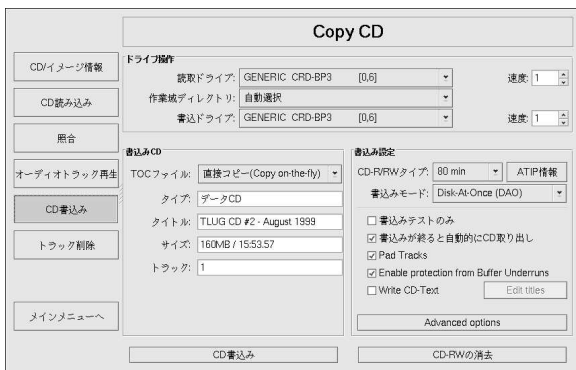 Copy CD
CD/イメージ情報
CD読み込み
照合
オーディオトラック再生
CD書込み
トラック削除
メインメニューへ
ドライブ操作
読取ドライブ: GENERIC CRD-BP3 [0,6] 速度: 1
作業域ディレクトリ: 自動選択
書込ドライブ: GENERIC CRD-BP3 [0,6] 速度: 1
書込みCD
TOCファイル: 直接コピー(Copy on-the-fly)
タイプ: データCD
タイトル: TLUG CD #2 - August 1999
サイズ: 160MB / 15:53.57
トラック: 1
書込み設定
CD-R/RWタイプ: 80 min ATIP情報
書込みモード: Disk-At-Once (DAO)
書込みテストのみ
書込みが終ると自動的にCD取り出し
Pad Tracks
Enable protection from Buffer Underruns
Write CD-Text Edit titles
Advanced options
CD書込み
CD-RWの消去